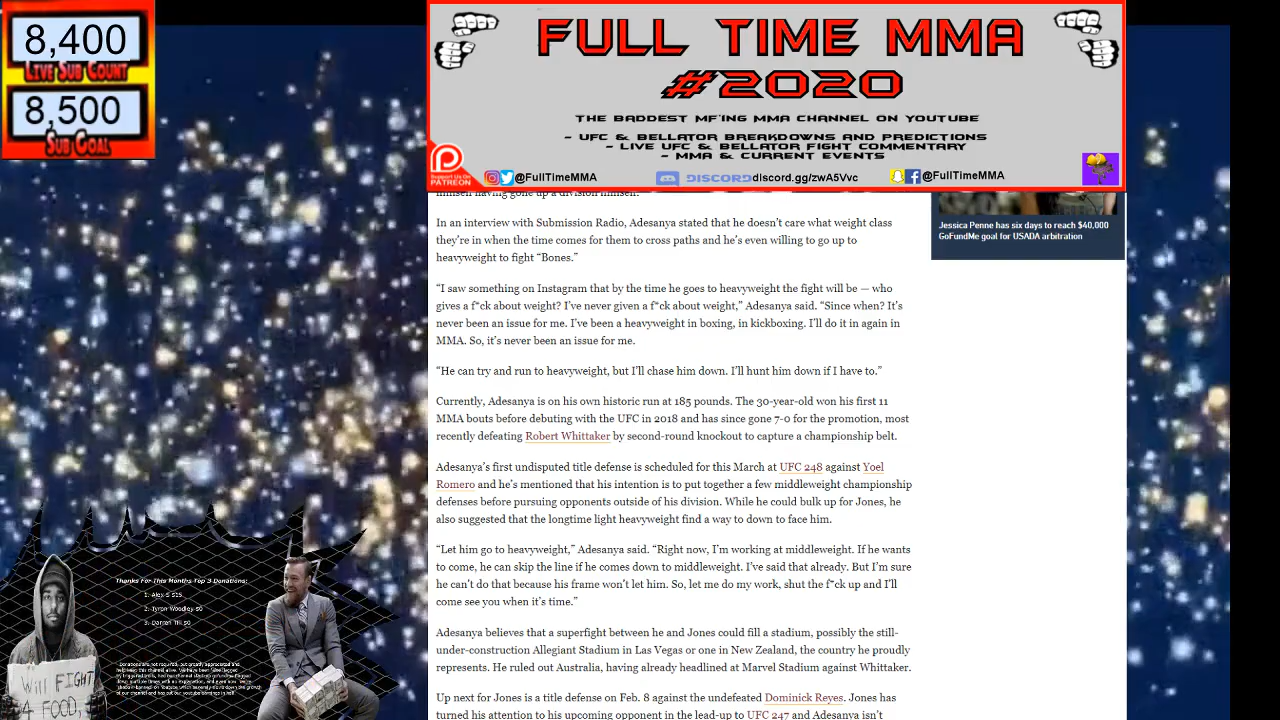 8,400
LIVE SUB COUNT
8,500
SUB GOAL
FULL TIME MMA
#2020
THE BADDEST MF'ING MMA CHANNEL ON YOUTUBE
- UFC & BELLATOR BREAKDOWNS AND PREDICTIONS
- LIVE UFC & BELLATOR FIGHT COMMENTARY
- MMA & CURRENT EVENTS
Support Us On
PATREON
@FullTimeMMA
DISCORD discord.gg/zwA5Vvc
@FullTimeMMA
himself having gone up a division himself.
In an interview with Submission Radio, Adesanya stated that he doesn't care what weight class
they're in when the time comes for them to cross paths and he's even willing to go up to
heavyweight to fight "Bones."
"I saw something on Instagram that by the time he goes to heavyweight the fight will be — who
gives a f*ck about weight? I've never given a f*ck about weight," Adesanya said. "Since when? It's
never been an issue for me. I've been a heavyweight in boxing, in kickboxing. I'll do it in again in
MMA. So, it's never been an issue for me.
"He can try and run to heavyweight, but I'll chase him down. I'll hunt him down if I have to."
Currently, Adesanya is on his own historic run at 185 pounds. The 30-year-old won his first 11
MMA bouts before debuting with the UFC in 2018 and has since gone 7-0 for the promotion, most
recently defeating Robert Whittaker by second-round knockout to capture a championship belt.
Adesanya's first undisputed title defense is scheduled for this March at UFC 248 against Yoel
Romero and he's mentioned that his intention is to put together a few middleweight championship
defenses before pursuing opponents outside of his division. While he could bulk up for Jones, he
also suggested that the longtime light heavyweight find a way to down to face him.
"Let him go to heavyweight," Adesanya said. "Right now, I'm working at middleweight. If he wants
to come, he can skip the line if he comes down to middleweight. I've said that already. But I'm sure
he can't do that because his frame won't let him. So, let me do my work, shut the f*ck up and I'll
come see you when it's time."
Adesanya believes that a superfight between he and Jones could fill a stadium, possibly the still-
under-construction Allegiant Stadium in Las Vegas or one in New Zealand, the country he proudly
represents. He ruled out Australia, having already headlined at Marvel Stadium against Whittaker.
Up next for Jones is a title defense on Feb. 8 against the undefeated Dominick Reyes. Jones has
turned his attention to his upcoming opponent in the lead-up to UFC 247 and Adesanya isn't
Jessica Penne has six days to reach $40,000
GoFundMe goal for USADA arbitration
Thanks For This Months Top 3 Donations:
1. Alex S $15
2. Tyron Woodley $0
3. Darren Till $0
Will FIGHT
4 FOOD,